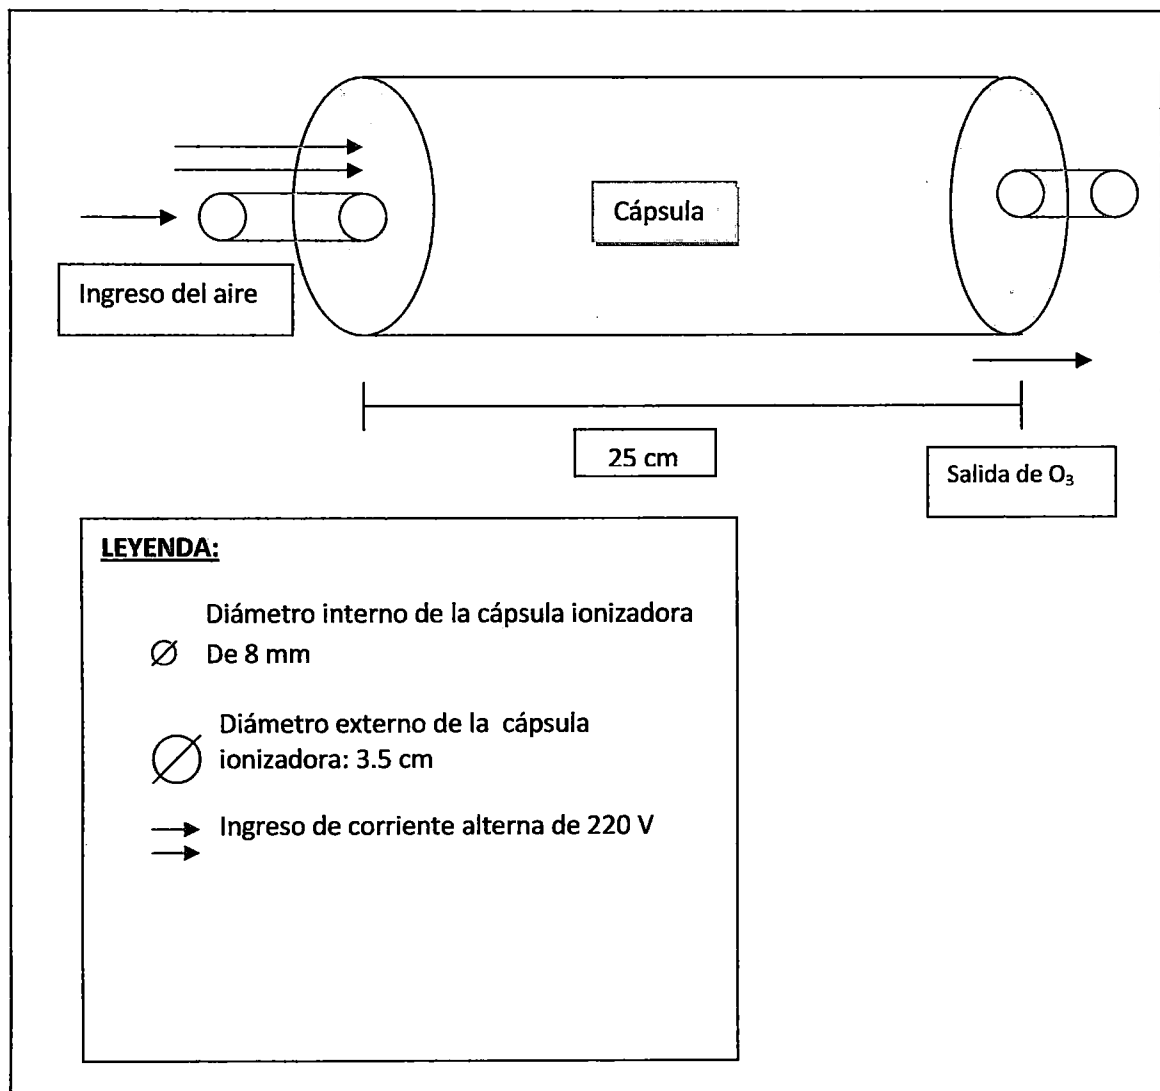 Cápsula
Ingreso del aire
25 cm
Salida de O₃
LEYENDA:
Diámetro interno de la cápsula ionizadora
De 8 mm
Diámetro externo de la cápsula
ionizadora: 3.5 cm
Ingreso de corriente alterna de 220 V